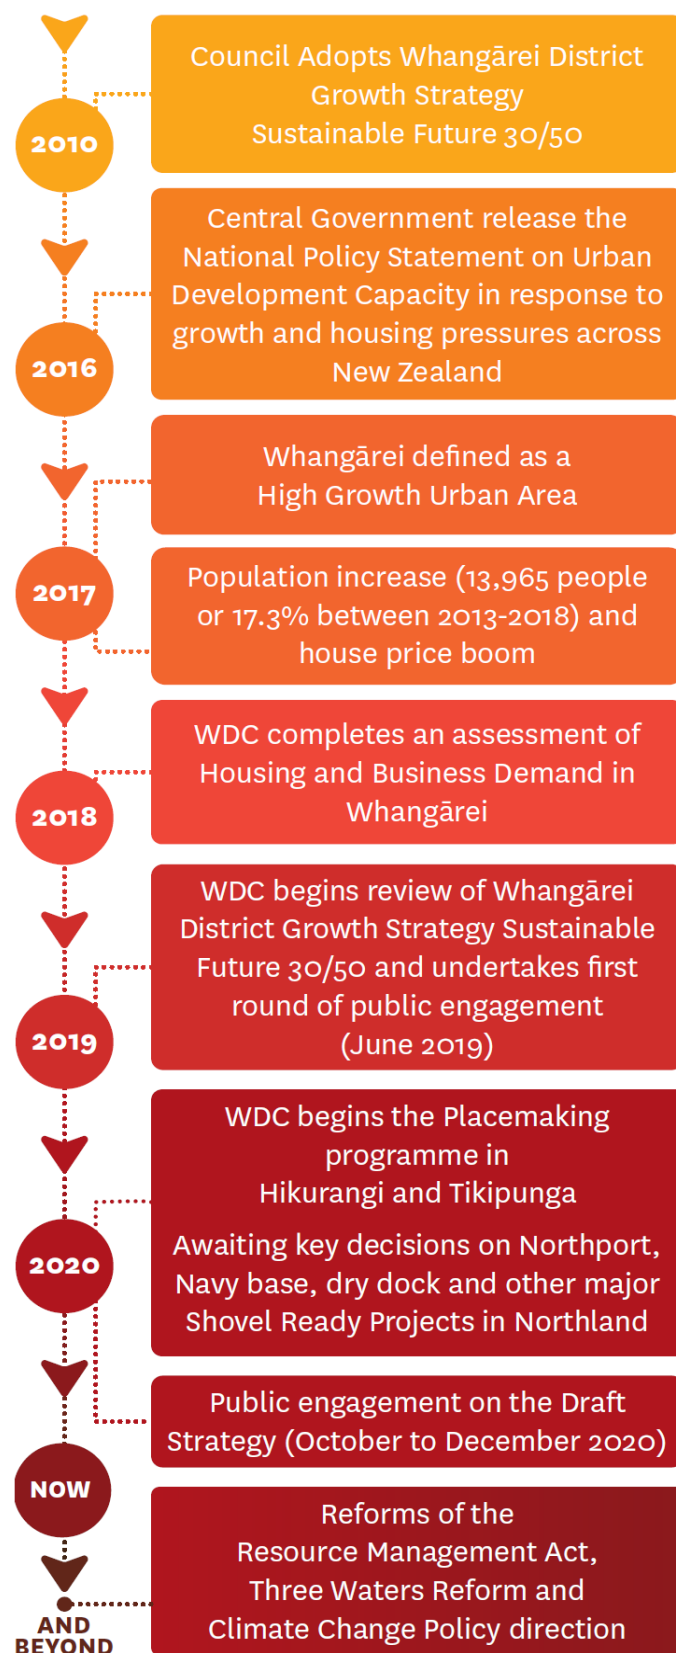 Council Adopts Whangārei District
Growth Strategy
Sustainable Future 30/50
2010
Central Government release the
National Policy Statement on Urban
Development Capacity in response to
growth and housing pressures across
New Zealand
2016
Whangārei defined as a
High Growth Urban Area
2017
Population increase (13,965 people
or 17.3% between 2013-2018) and
house price boom
WDC completes an assessment of
Housing and Business Demand in
Whangārei
2018
WDC begins review of Whangārei
District Growth Strategy Sustainable
Future 30/50 and undertakes first
round of public engagement
(June 2019)
2019
WDC begins the Placemaking
programme in
Hikurangi and Tikipunga
Awaiting key decisions on Northport,
Navy base, dry dock and other major
Shovel Ready Projects in Northland
2020
Public engagement on the Draft
Strategy (October to December 2020)
NOW
Reforms of the
Resource Management Act,
Three Waters Reform and
Climate Change Policy direction
AND
BEYOND